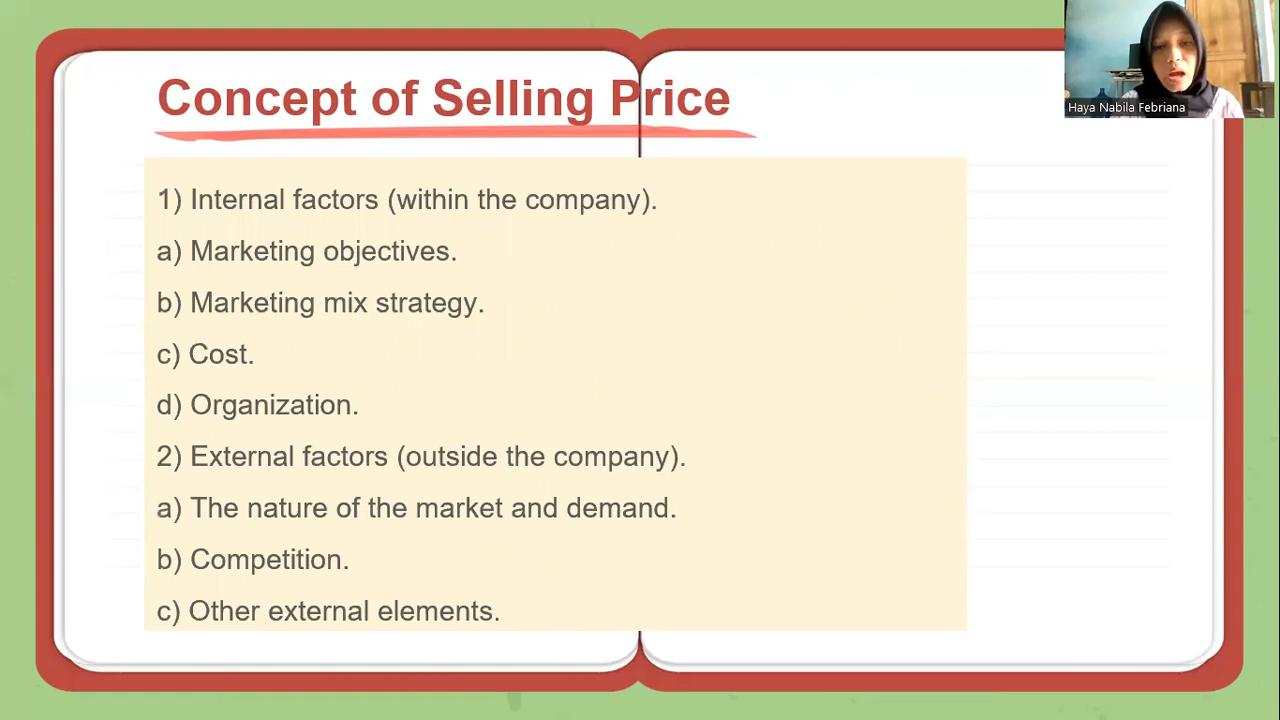 Concept of Selling Price
Haya Nabila Febriana
1) Internal factors (within the company).
a) Marketing objectives.
b) Marketing mix strategy.
c) Cost.
d) Organization.
2) External factors (outside the company).
a) The nature of the market and demand.
b) Competition.
c) Other external elements.